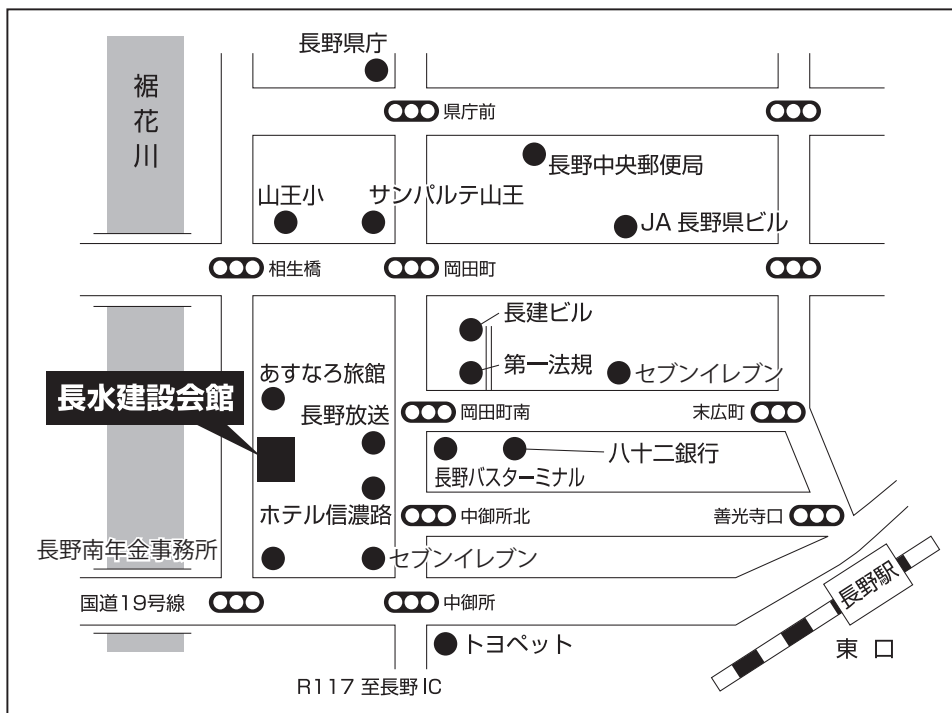 長野県庁
裾花川
県庁前
長野中央郵便局
山王小
サンパルテ山王
JA 長野県ビル
相生橋
岡田町
長建ビル
あすなろ旅館
第一法規
セブンイレブン
長水建設会館
長野放送
岡田町南
末広町
八十二銀行
長野バスターミナル
ホテル信濃路
中御所北
善光寺口
長野南年金事務所
セブンイレブン
長野駅
国道19号線
中御所
トヨペット
東 口
R117 至長野IC